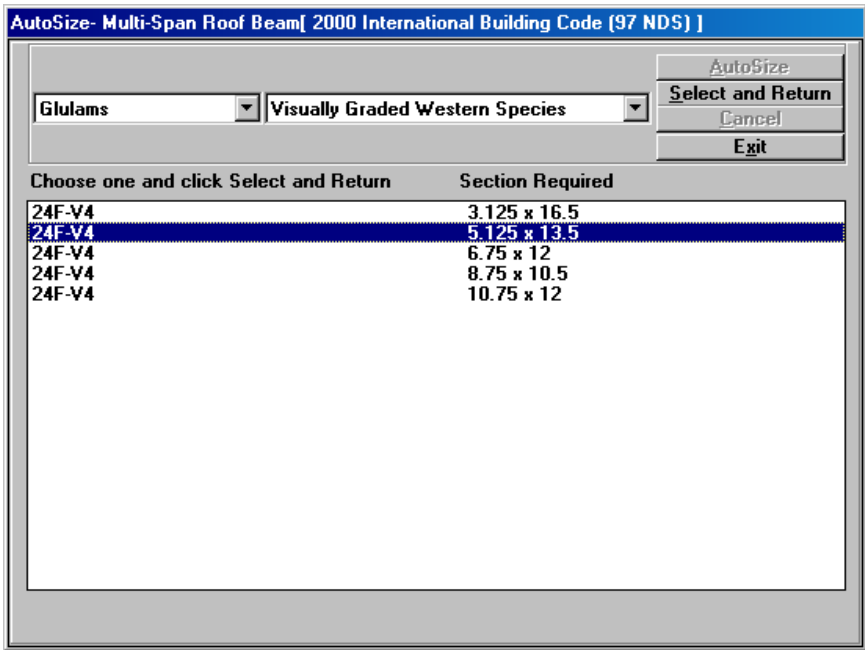 AutoSize- Multi-Span Roof Beam[ 2000 International Building Code (97 NDS) ]
AutoSize
Glulams Visually Graded Western Species Select and Return
Cancel
Exit
Choose one and click Select and Return Section Required
24F-V4 3.125 x 16.5
24F-V4 5.125 x 13.5
24F-V4 6.75 x 12
24F-V4 8.75 x 10.5
24F-V4 10.75 x 12